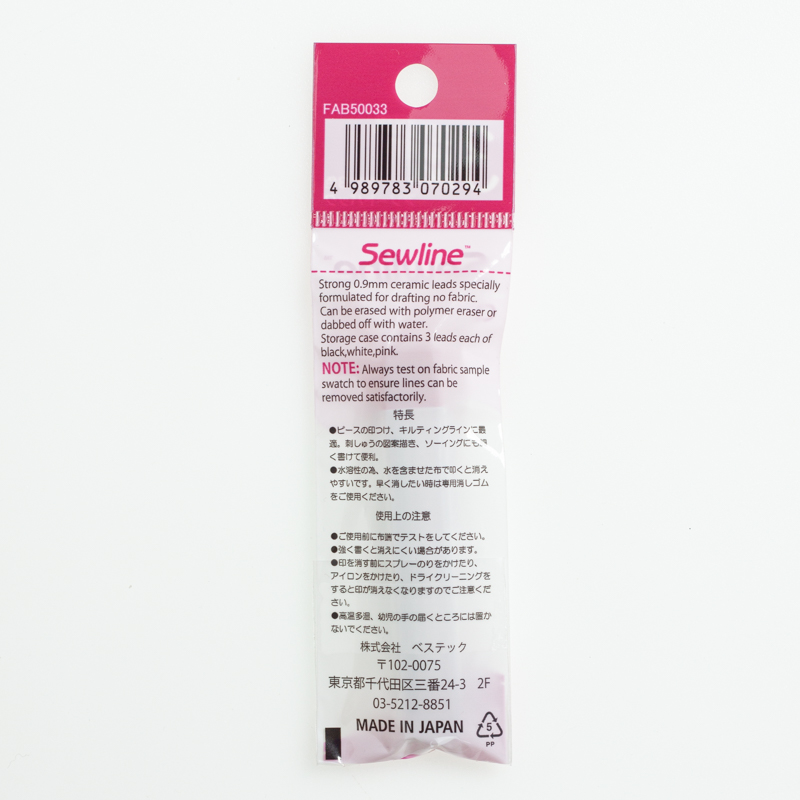 FAB50033
4 989783 070294
Sewline™
Strong 0.9mm ceramic leads specially
formulated for drafting no fabric.
Can be erased with polymer eraser or
dabbed off with water.
Storage case contains 3 leads each of
black,white,pink.
NOTE: Always test on fabric sample
swatch to ensure lines can be
removed satisfactorily.
特長
●ピースの印つけ、キルティングラインに最
適。刺しゅうの図案描き、ソーイングにも細
く書けて便利。
●水溶性の為、水を含ませた布で叩くと消え
やすいです。早く消したい時は専用消しゴム
をご使用ください。
使用上の注意
●ご使用前に布端でテストをしてください。
●強く書くと消えにくい場合があります。
●印を消す前にスプレーのりをかけたり、
アイロンをかけたり、ドライクリーニングを
すると印が消えなくなりますのでご注意くだ
さい。
●高温多湿、幼児の手の届くところには置か
ないでください。
株式会社 ベステック
〒102-0075
東京都千代田区三番24-3 2F
03-5212-8851
MADE IN JAPAN
5
PP